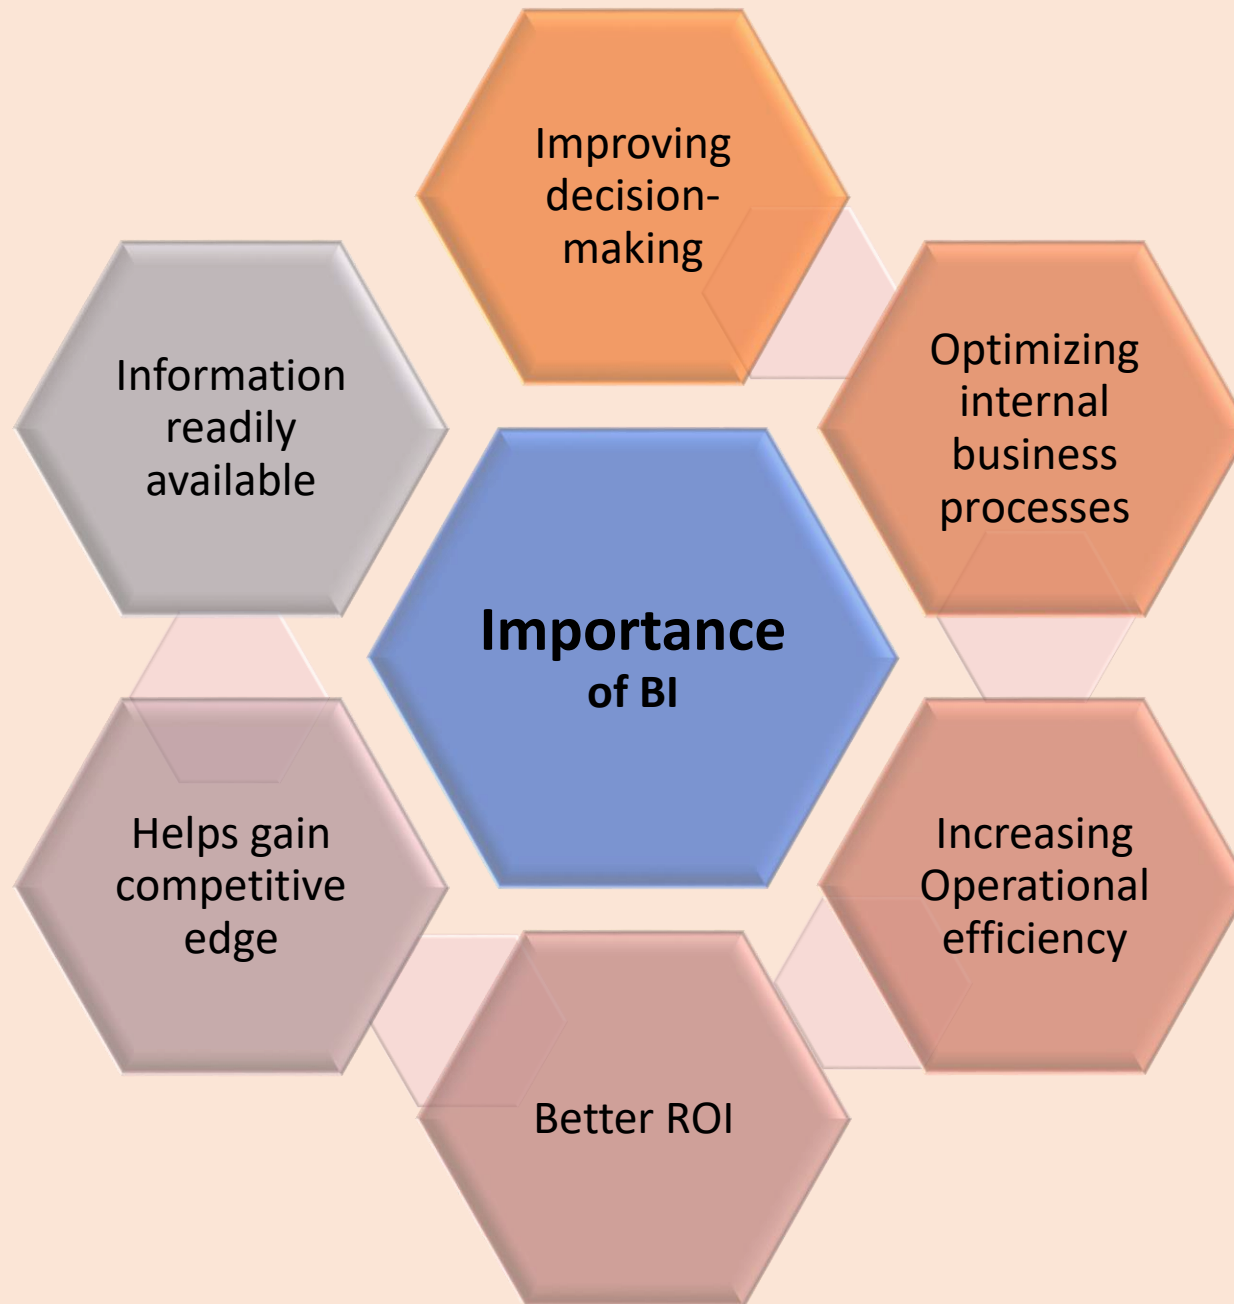 Improving
decision-
making
Optimizing
internal
business
processes
Increasing
Operational
efficiency
Better ROI
Helps gain
competitive
edge
Information
readily
available
Importance
of BI